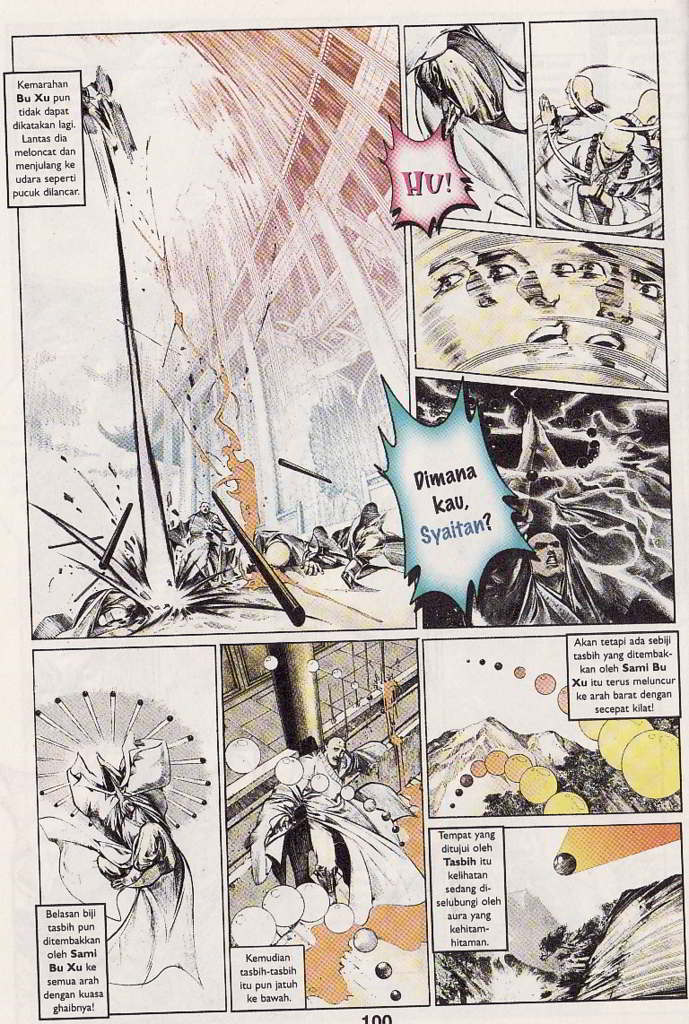 Kemarahan
Bu Xu pun
tidak dapat
dikatakan lagi.
Lantas dia
meloncat dan
menjulang ke
udara seperti
pucuk dilancar.
HU!
Dimana
kau,
Syaitan?
Belasan biji
tasbih pun
ditembakkan
oleh Sami
Bu Xu ke
semua arah
dengan kuasa
ghaibnya!
Kemudian
tasbih-tasbih
itu pun jatuh
ke bawah.
Akan tetapi ada sebiji
tasbih yang ditembak-
kan oleh Sami Bu
Xu itu terus meluncur
ke arah barat dengan
secepat kilat!
Tempat yang
ditujui oleh
Tasbih itu
kelihatan
sedang di-
selubungi oleh
aura yang
kehitam-
hitaman.
100